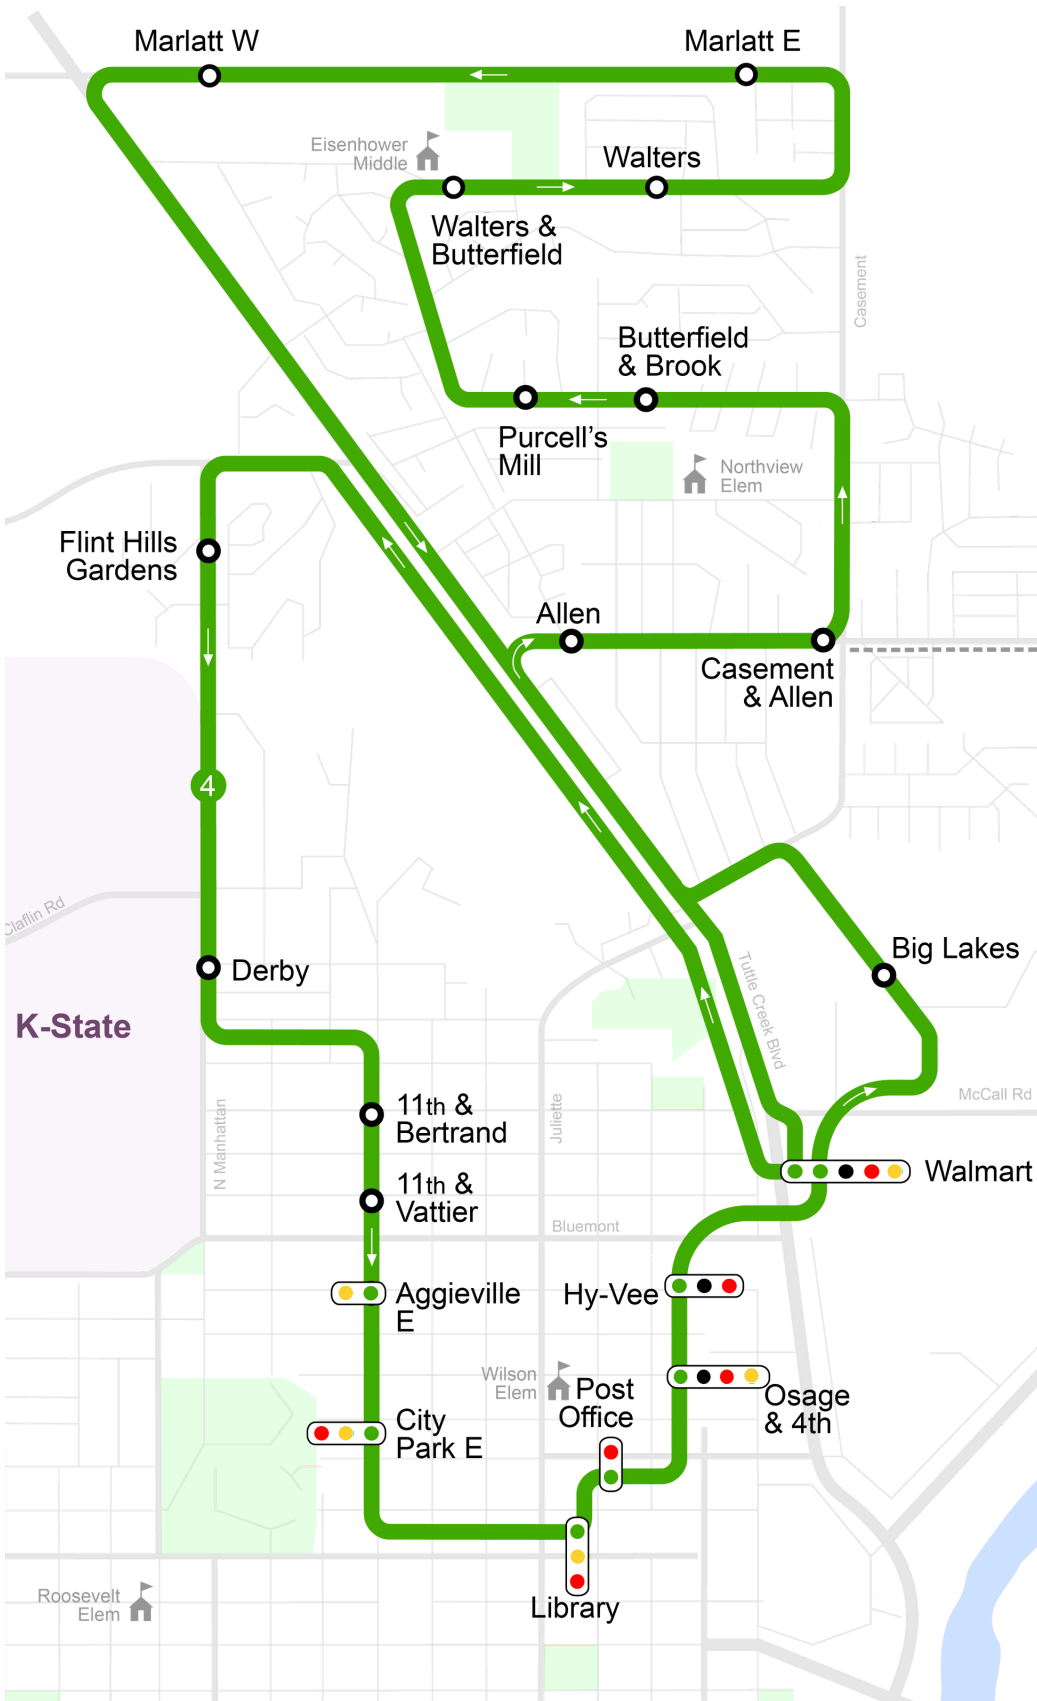 Marlatt W
Marlatt E
Eisenhower
Middle
Walters
Walters &
Butterfield
Casement
Butterfield
& Brook
Purcell's
Mill
Northview
Elem
Flint Hills
Gardens
Allen
Casement
& Allen
4
Claflin Rd
Derby
Big Lakes
Tuttle Creek Blvd
K-State
McCall Rd
N Manhattan
11th &
Bertrand
Juliette
Walmart
11th &
Vattier
Bluemont
Aggieville
E
Hy-Vee
Wilson
Elem
Post
Office
Osage
& 4th
City
Park E
Library
Roosevelt
Elem